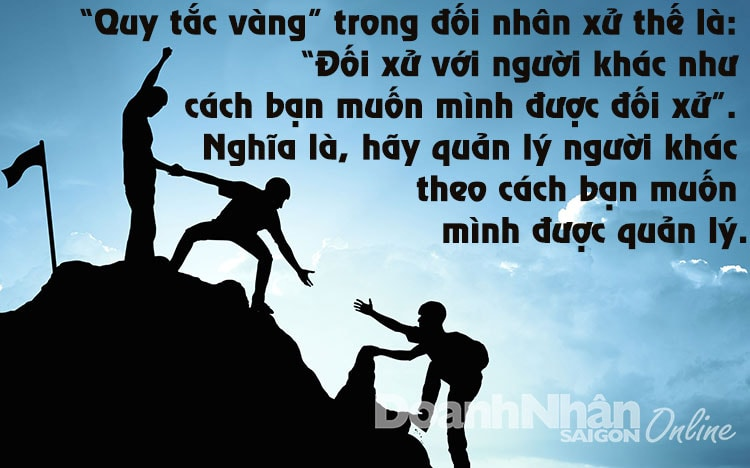 “Quy tắc vàng” trong đối nhân xử thế là:
“Đối xử với người khác như
cách bạn muốn mình được đối xử”.
Nghĩa là, hãy quản lý người khác
theo cách bạn muốn
mình được quản lý.
DoanhNhân
SAIGON Online